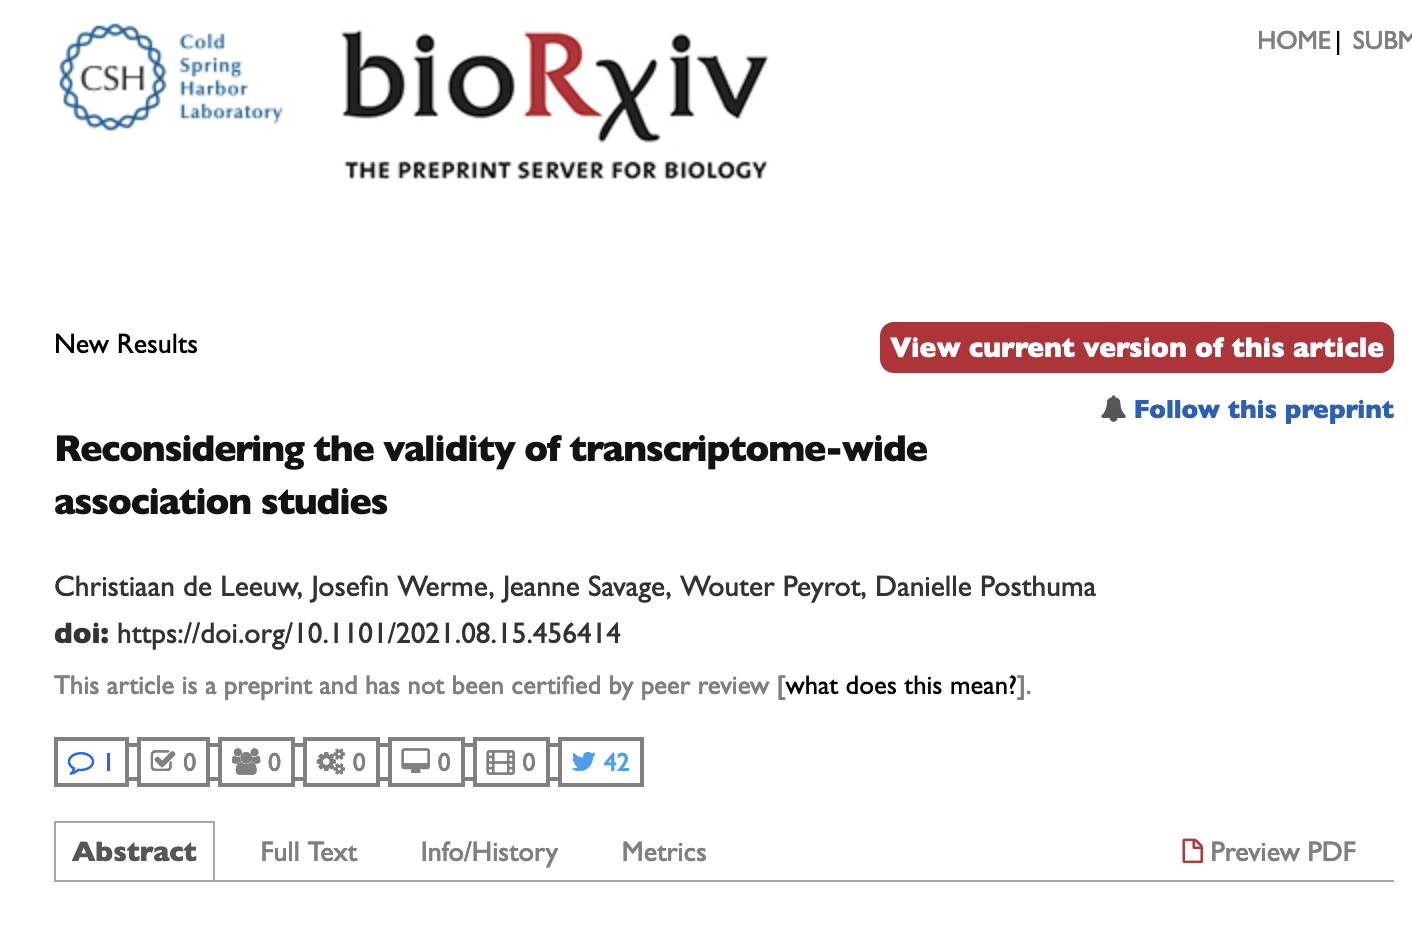 CSH
Cold
Spring
Harbor
Laboratory
bioRxiv
THE PREPRINT SERVER FOR BIOLOGY
HOME | SUBM
New Results
View current version of this article
Follow this preprint
Reconsidering the validity of transcriptome-wide
association studies
Christiaan de Leeuw, Josefin Werme, Jeanne Savage, Wouter Peyrot, Danielle Posthuma
doi: https://doi.org/10.1101/2021.08.15.456414
This article is a preprint and has not been certified by peer review [what does this mean?].
1 0 0 0 0 0 42
Abstract Full Text Info/History Metrics Preview PDF